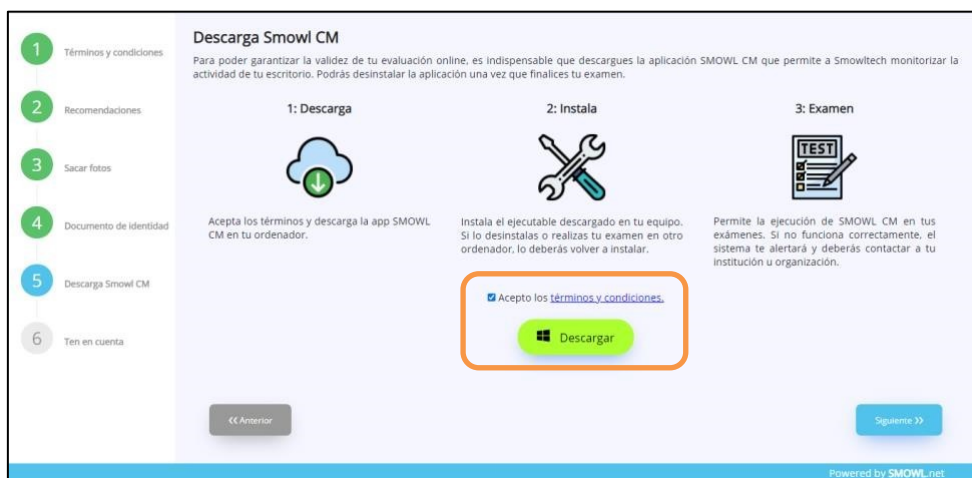 Descarga Smowl CM
Para poder garantizar la validez de tu evaluación online, es indispensable que descargues la aplicación SMOWL CM que permite a Smowltech monitorizar la
actividad de tu escritorio. Podrás desinstalar la aplicación una vez que finalices tu examen.
1 Términos y condiciones
2 Recomendaciones
3 Sacar fotos
4 Documento de identidad
5 Descarga Smowl CM
6 Ten en cuenta
1: Descarga
Acepta los términos y descarga la app SMOWL
CM en tu ordenador.
2: Instala
Instala el ejecutable descargado en tu equipo.
Si lo desinstalas o realizas tu examen en otro
ordenador, lo deberás volver a instalar.
3: Examen
TEST
Permite la ejecución de SMOWL CM en tus
exámenes. Si no funciona correctamente, el
sistema te alertará y deberás contactar a tu
institución u organización.
Acepto los términos y condiciones.
Descargar
<< Anterior
Siguiente >>
Powered by SMOWL.net